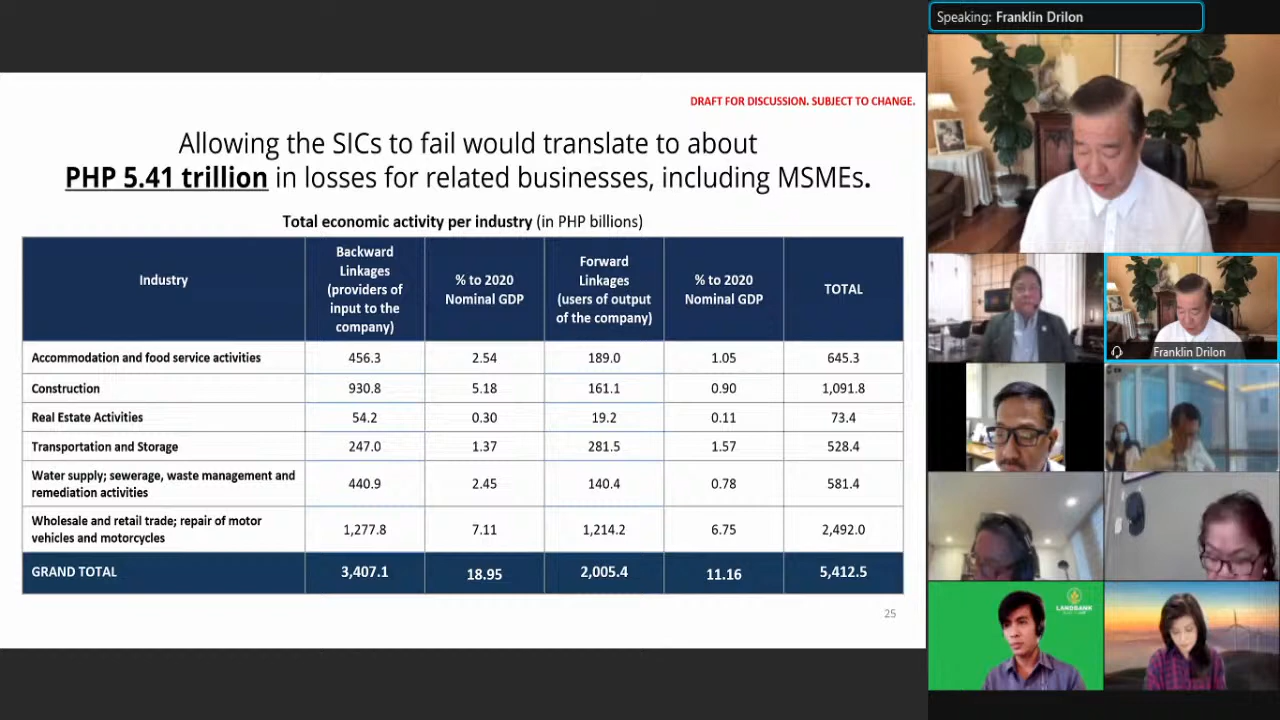 Speaking: Franklin Drilon
DRAFT FOR DISCUSSION. SUBJECT TO CHANGE.
Allowing the SICs to fail would translate to about
PHP 5.41 trillion in losses for related businesses, including MSMEs.
Total economic activity per industry (in PHP billions)
Industry
Backward
Linkages
(providers of
input to the
company)
% to 2020
Nominal GDP
Forward
Linkages
(users of output
of the company)
% to 2020
Nominal GDP
TOTAL
Accommodation and food service activities 456.3 2.54 189.0 1.05 645.3
Construction 930.8 5.18 161.1 0.90 1,091.8
Real Estate Activities 54.2 0.30 19.2 0.11 73.4
Transportation and Storage 247.0 1.37 281.5 1.57 528.4
Water supply; sewerage, waste management and
remediation activities 440.9 2.45 140.4 0.78 581.4
Wholesale and retail trade; repair of motor
vehicles and motorcycles 1,277.8 7.11 1,214.2 6.75 2,492.0
GRAND TOTAL 3,407.1 18.95 2,005.4 11.16 5,412.5
25
Franklin Drilon
LANDBANK